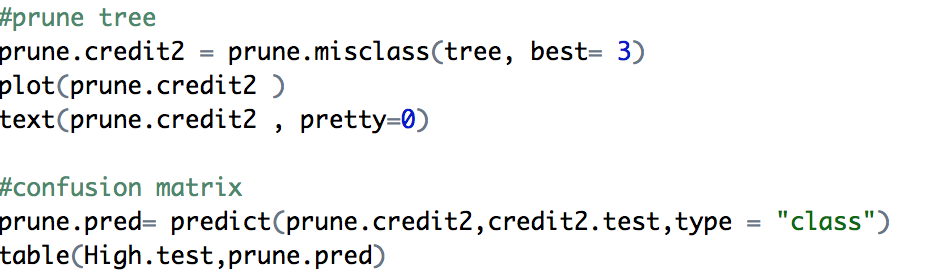 #prune tree
prune.credit2 = prune.misclass(tree, best= 3)
plot(prune.credit2 )
text(prune.credit2 , pretty=0)
#confusion matrix
prune.pred= predict(prune.credit2,credit2.test,type = "class")
table(High.test,prune.pred)